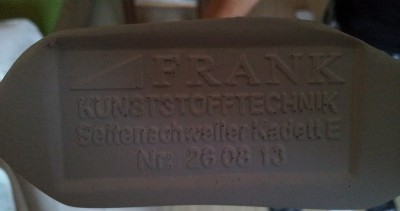 FRANK
KUNSTSTOFFTECHNIK
Seitenschweller Kadett E
Nr.: 26 08 13